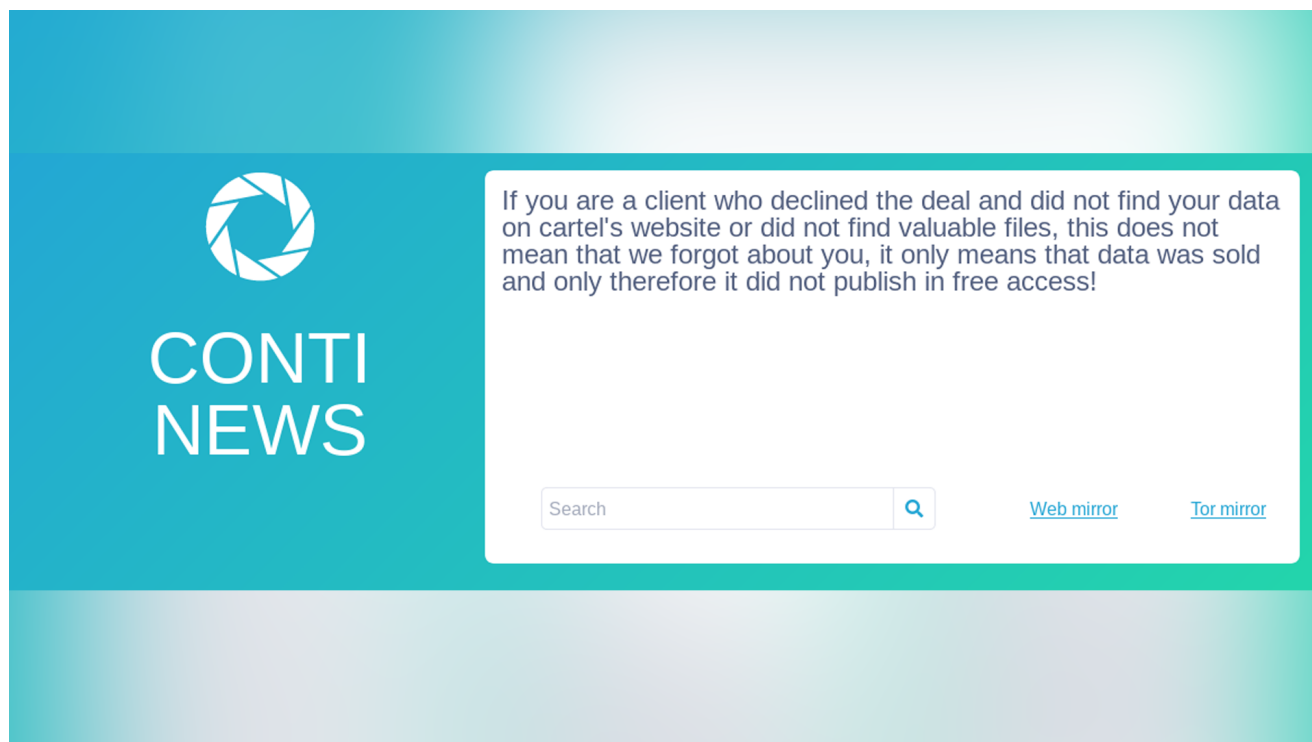 CONTI
NEWS
If you are a client who declined the deal and did not find your data
on cartel's website or did not find valuable files, this does not
mean that we forgot about you, it only means that data was sold
and only therefore it did not publish in free access!
Search
Web mirror
Tor mirror